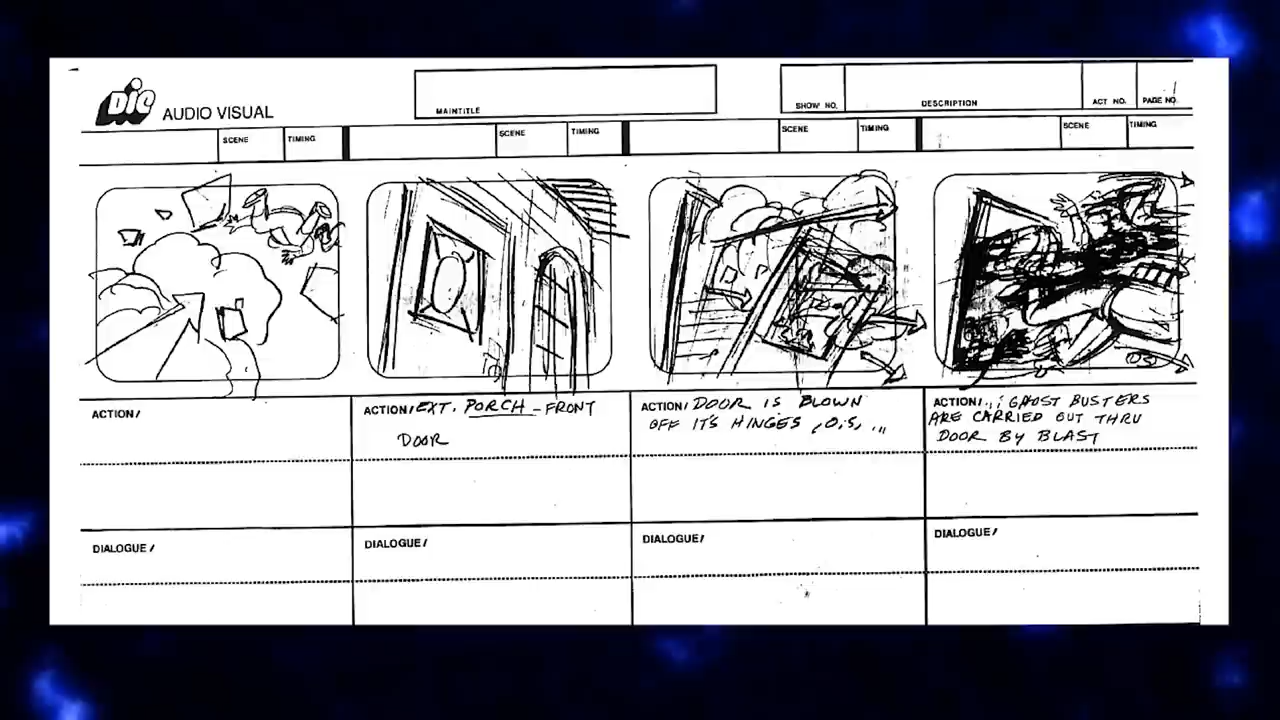 DiC AUDIO VISUAL
MAINTITLE
SHOW NO. DESCRIPTION ACT NO. PAGE NO.
SCENE TIMING SCENE TIMING SCENE TIMING SCENE TIMING
ACTION/
ACTION/ EXT. PORCH - FRONT
DOOR
ACTION/ DOOR IS BLOWN
OFF IT'S HINGES, O.S. ...
ACTION/ ... GHOST BUSTERS
ARE CARRIED OUT THRU
DOOR BY BLAST
DIALOGUE/
DIALOGUE/
DIALOGUE/
DIALOGUE/